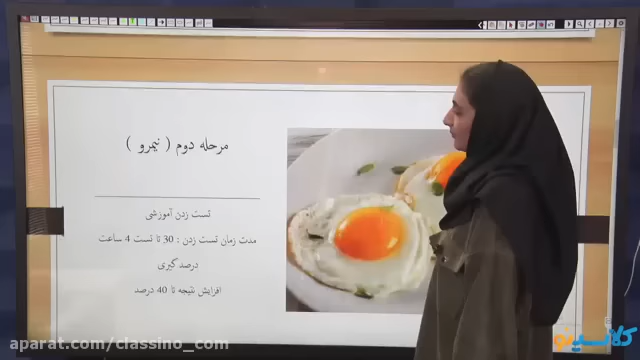 مرحله دوم ( نیمرو )
تست زدن آموزشی
مدت زمان تست زدن : 30 تا تست 4 ساعت
درصد گیری
افزایش نتیجه تا 40 درصد
aparat.com/classino_com
کلاسینو